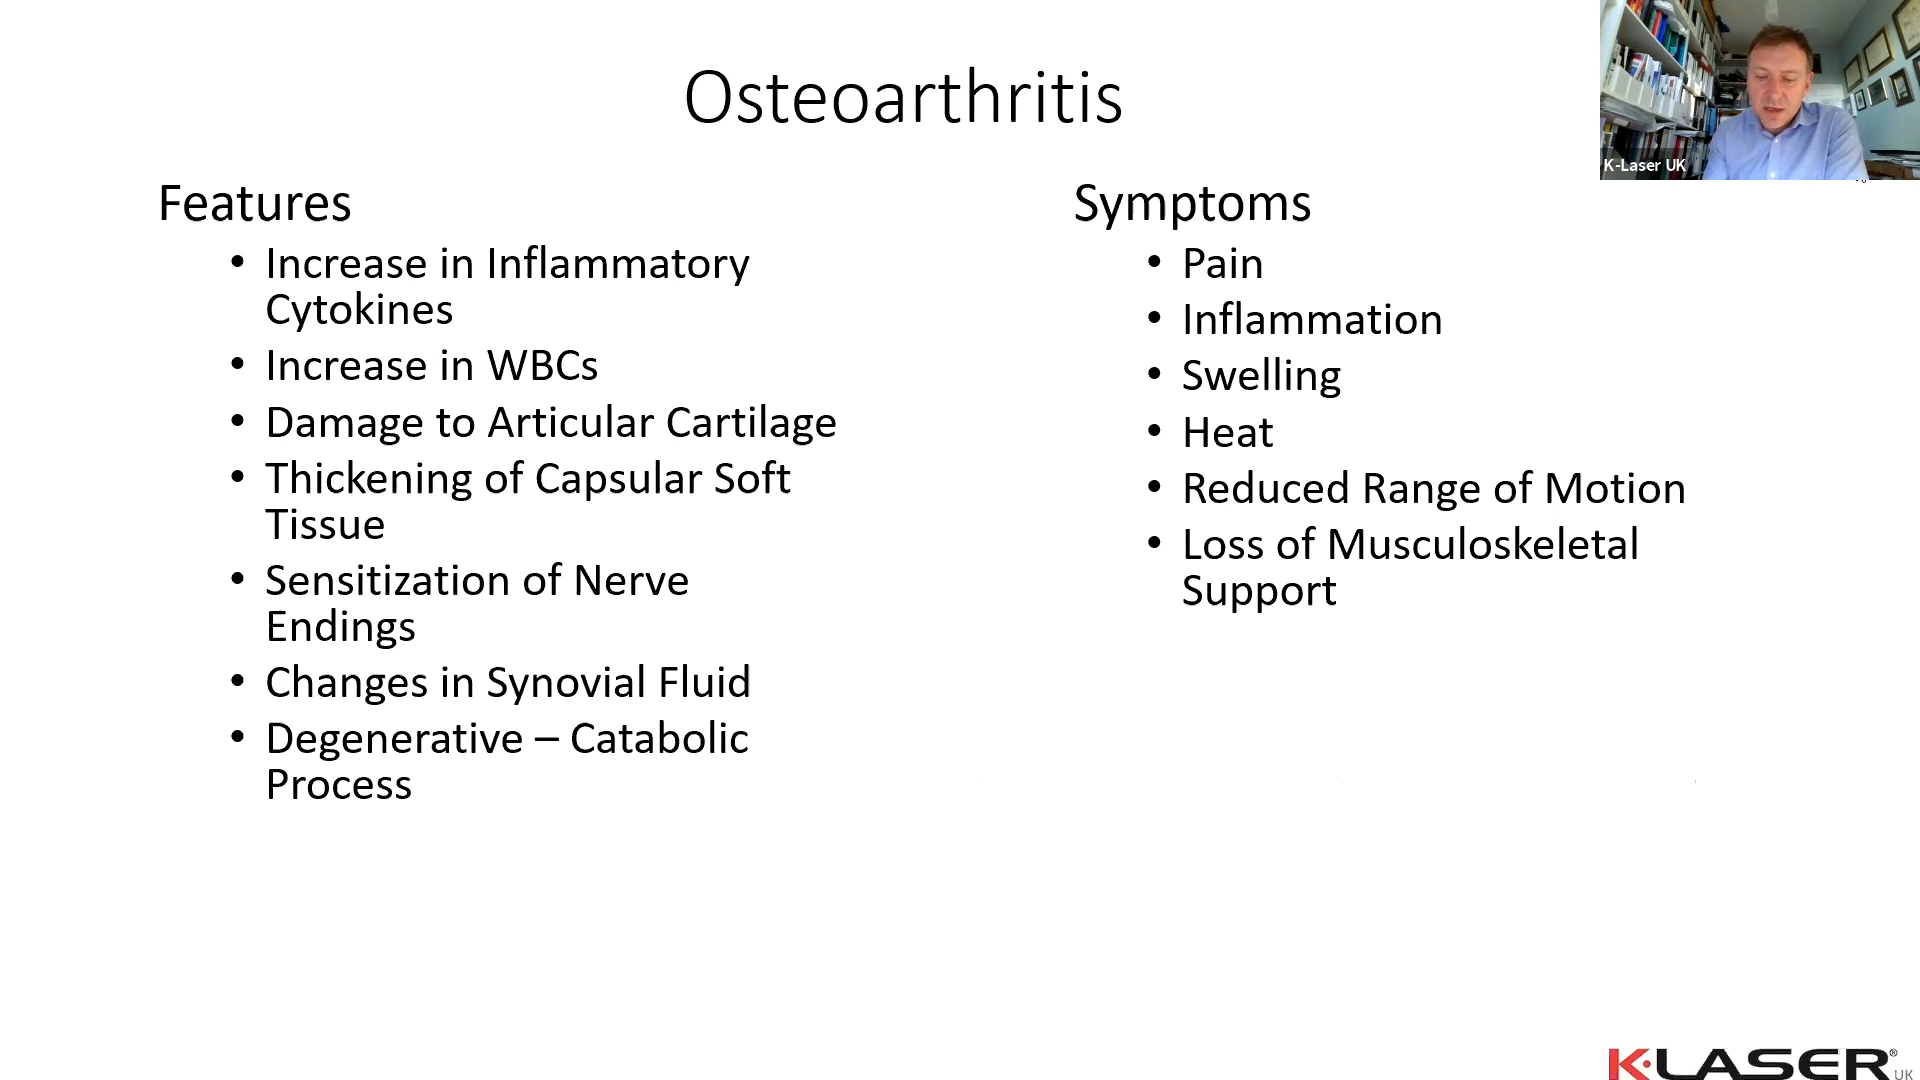 Osteoarthritis
K-Laser UK
Features
• Increase in Inflammatory
Cytokines
• Increase in WBCs
• Damage to Articular Cartilage
• Thickening of Capsular Soft
Tissue
• Sensitization of Nerve
Endings
• Changes in Synovial Fluid
• Degenerative – Catabolic
Process
Symptoms
• Pain
• Inflammation
• Swelling
• Heat
• Reduced Range of Motion
• Loss of Musculoskeletal
Support
K-LASER® UK